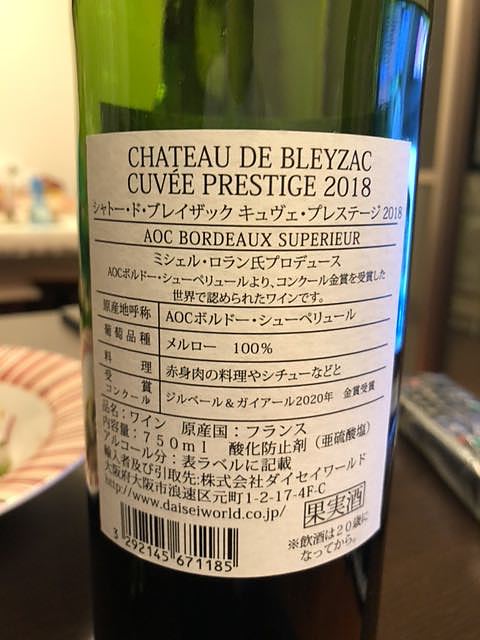 CHATEAU DE BLEYZAC
CUVÉE PRESTIGE 2018
シャトー・ド・ブレイザック キュヴェ・プレステージ 2018
AOC BORDEAUX SUPERIEUR
ミシェル・ロラン氏プロデュース
AOCボルドー・シューペリュールより、コンクール金賞を受賞した
世界で認められたワインです。
原産地呼称 AOCボルドー・シューペリュール
葡萄品種 メルロー 100%
料理 赤身肉の料理やシチューなどと
受賞コンクール ジルベール＆ガイアール2020年 金賞受賞
品名：ワイン 原産国：フランス
内容量：750ml 酸化防止剤（亜硫酸塩）
アルコール分：表ラベルに記載
輸入者及び引取先：株式会社ダイセイワールド
大阪府大阪市浪速区元町1-2-17-4F-C
http://www.daiseiworld.co.jp/
果実酒
※飲酒は20歳に
なってから。
3 292145 671185